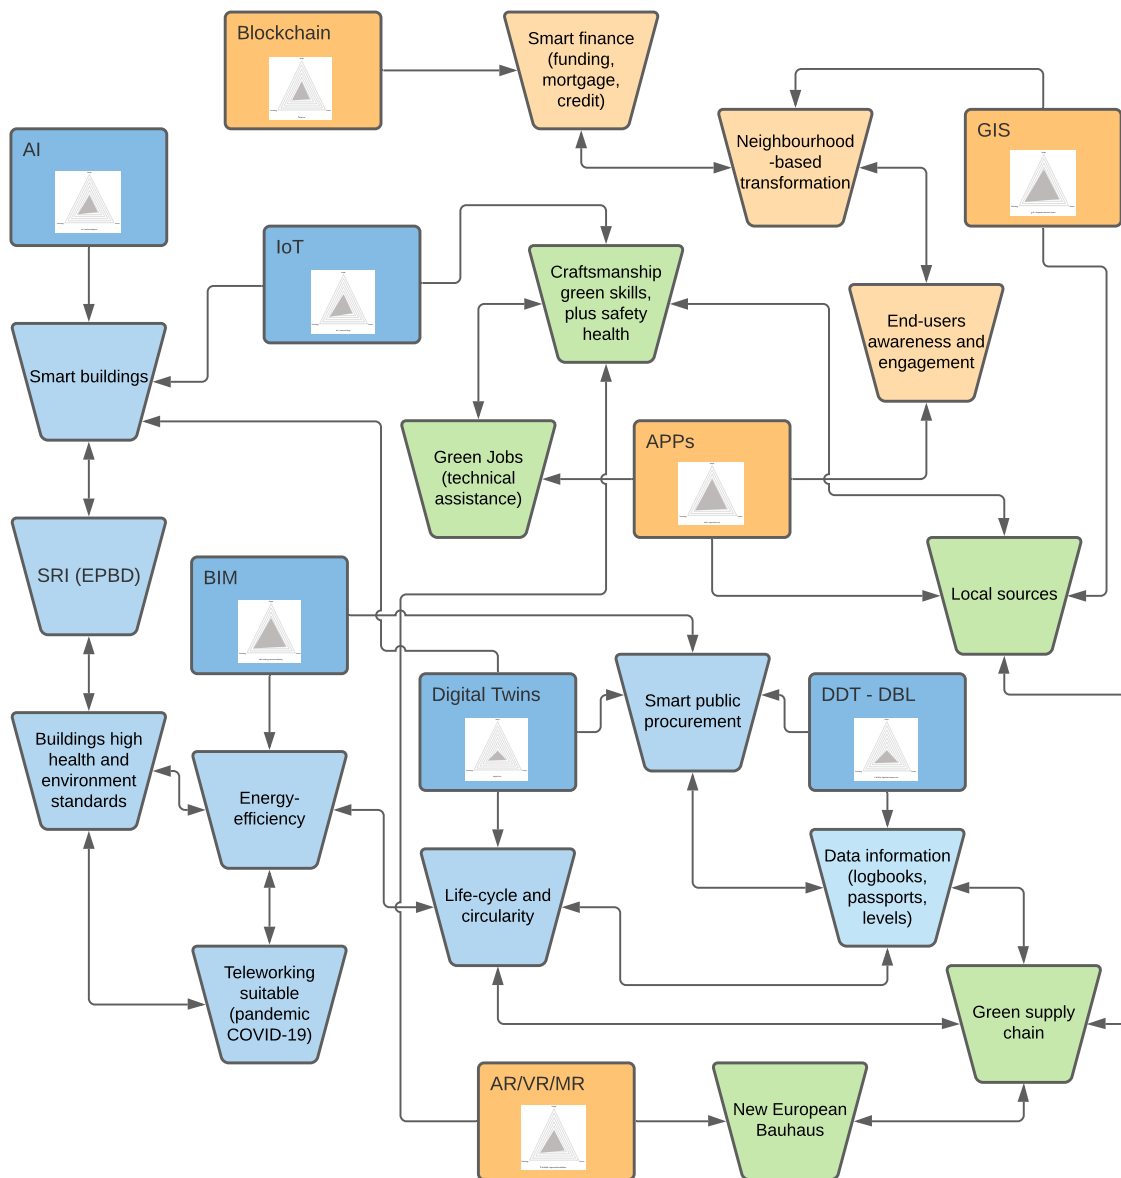 Blockchain
Smart finance
(funding,
mortgage,
credit)
Neighbourhood
-based
transformation
GIS
AI
IoT
Craftsmanship
green skills,
plus safety
health
End-users
awareness and
engagement
Smart buildings
Green Jobs
(technical
assistance)
APPs
SRI (EPBD)
BIM
Local sources
Digital Twins
Smart public
procurement
DDT - DBL
Buildings high
health and
environment
standards
Energy-
efficiency
Life-cycle and
circularity
Data information
(logbooks,
passports,
levels)
Teleworking
suitable
(pandemic
COVID-19)
Green supply
chain
AR/VR/MR
New European
Bauhaus